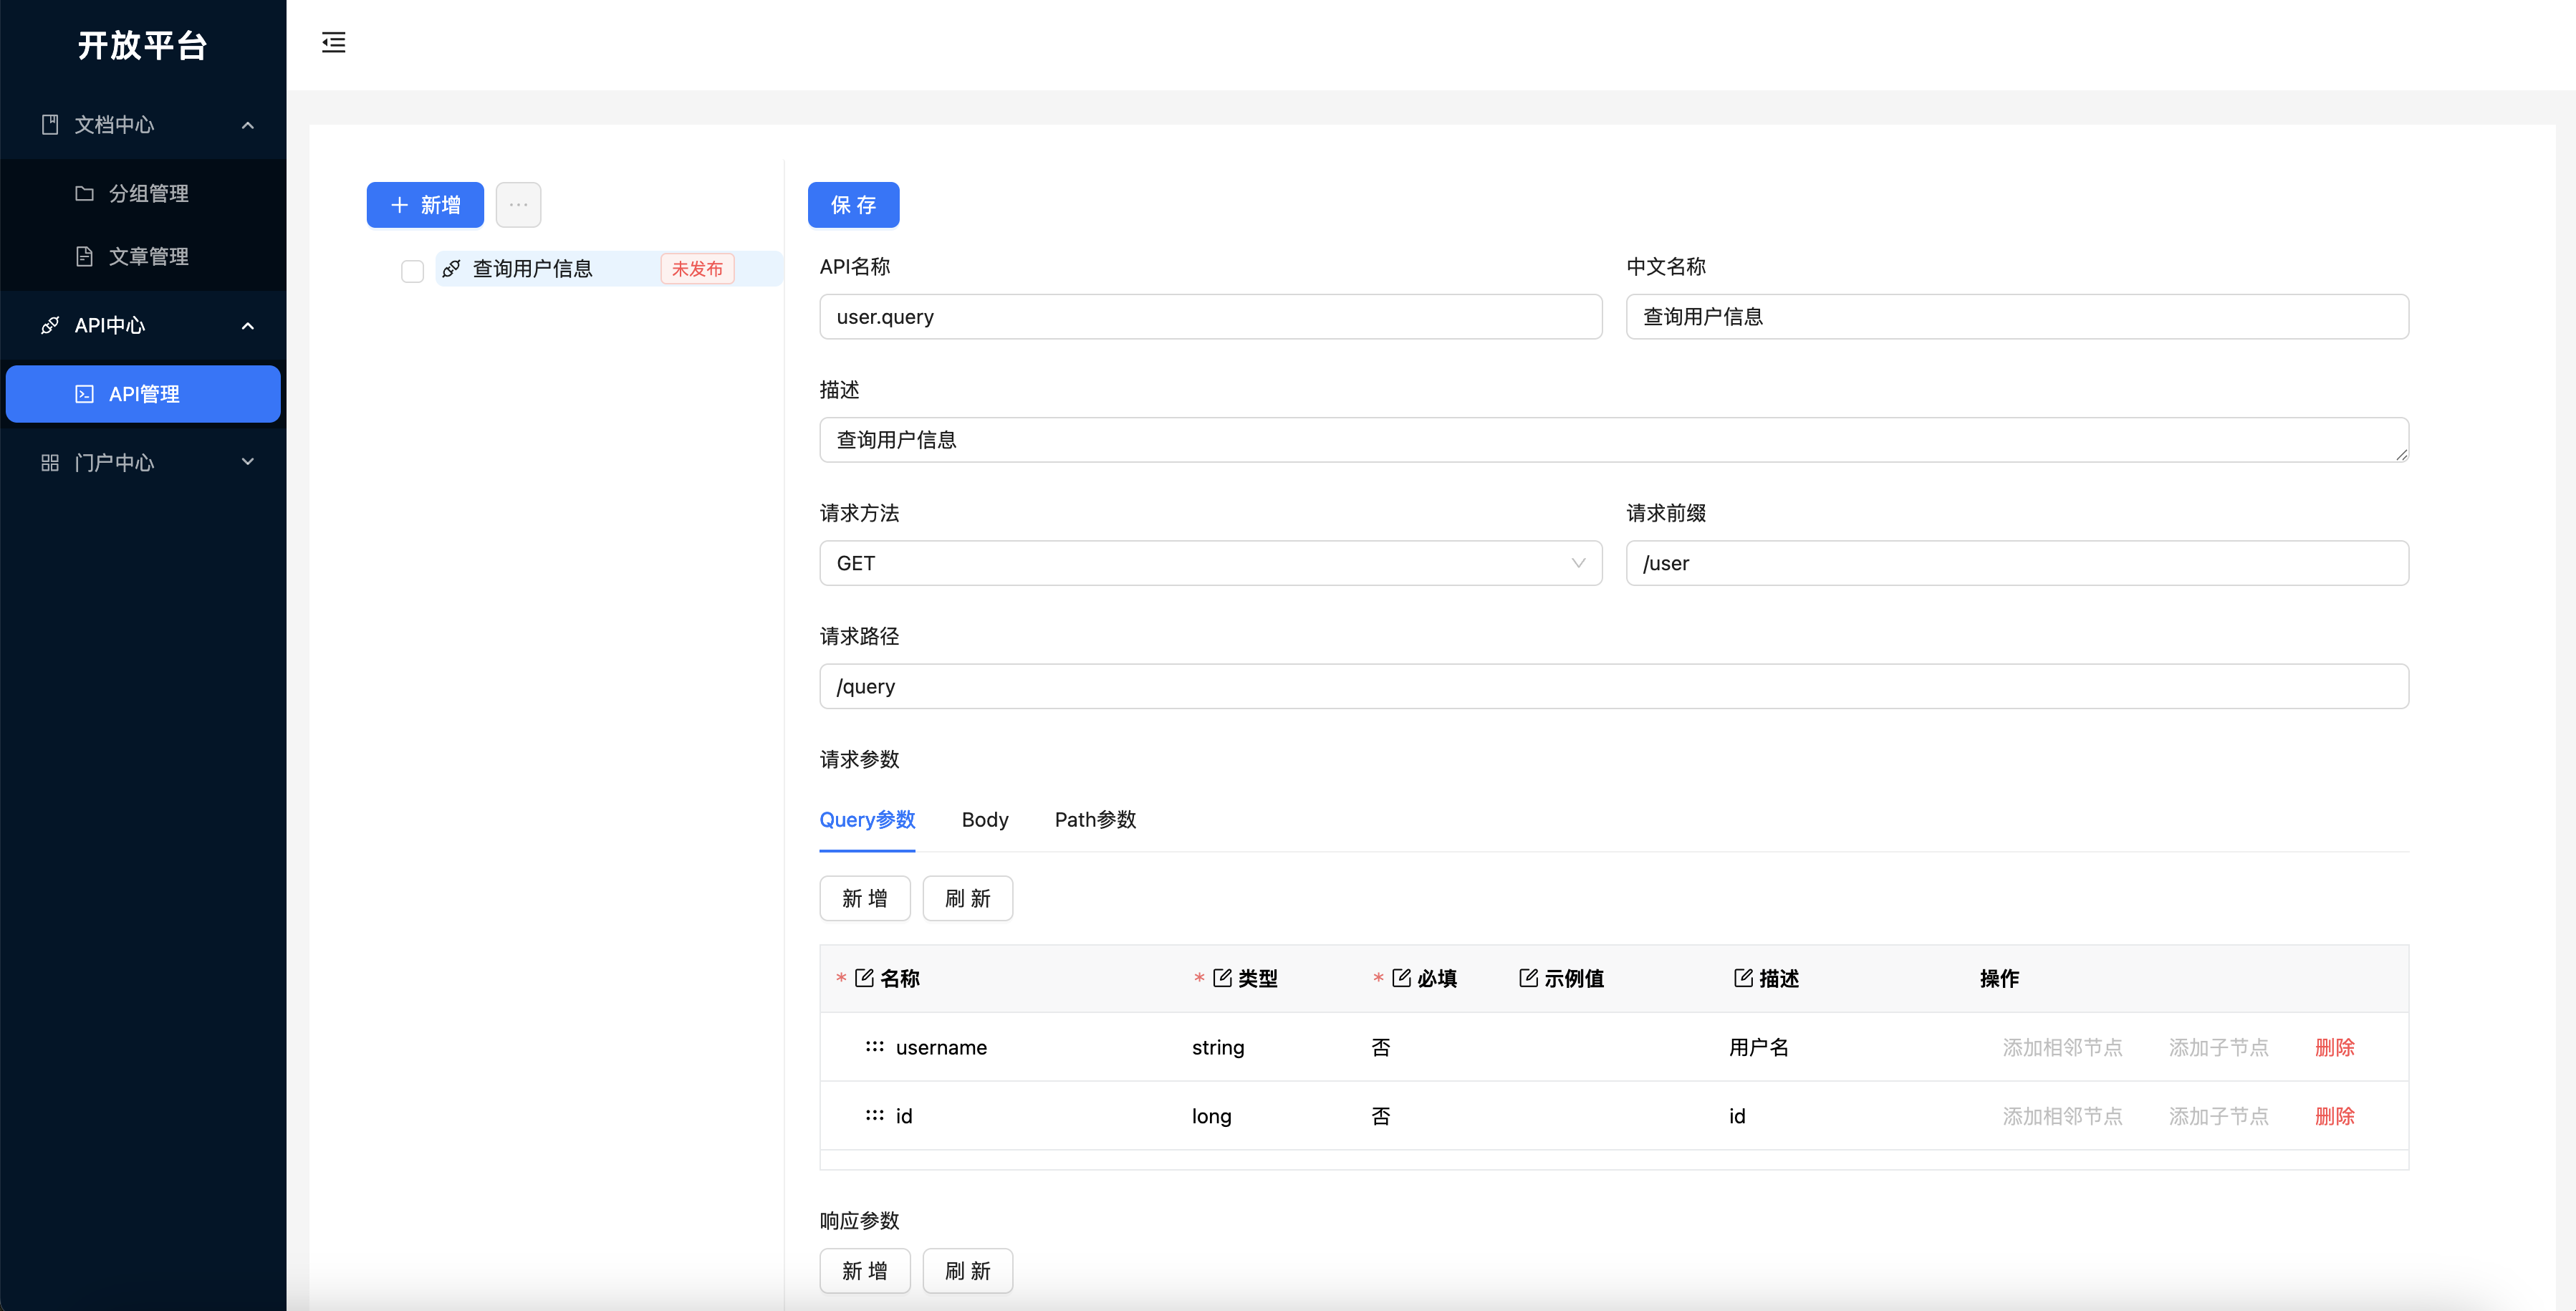 开放平台
文档中心
分组管理
文章管理
API中心
API管理
门户中心
新增
查询用户信息 未发布
保存
API名称 中文名称
user.query 查询用户信息
描述
查询用户信息
请求方法 请求前缀
GET /user
请求路径
/query
请求参数
Query参数 Body Path参数
新增 刷新
* 名称 * 类型 * 必填 示例值 描述 操作
username string 否 用户名 添加相邻节点 添加子节点 删除
id long 否 id 添加相邻节点 添加子节点 删除
响应参数
新增 刷新